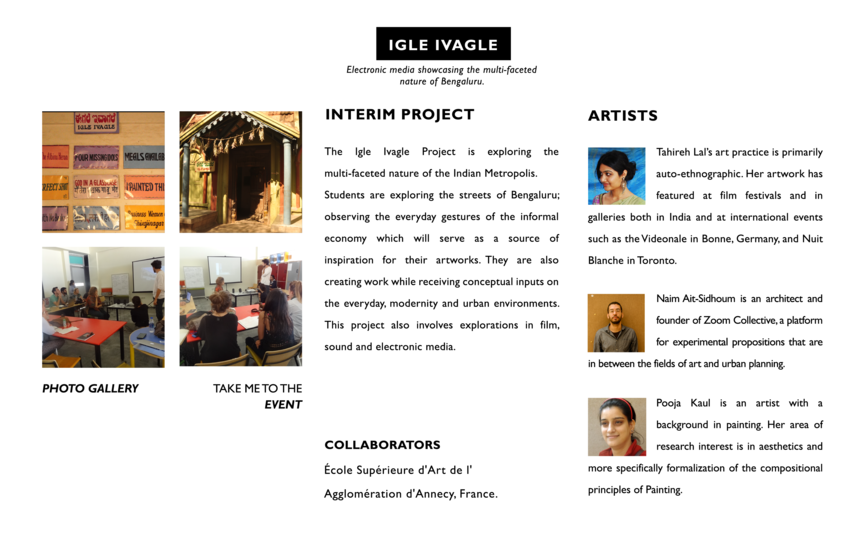 IGLE IVAGLE
Electronic media showcasing the multi-faceted
nature of Bengaluru.
ಈಗಲೆ ಇವಾಗಲೆ
IGLE IVAGLE
MEALS AVAILAB
PAINTED THI
Business Women
PHOTO GALLERY
TAKE ME TO THE
EVENT
INTERIM PROJECT
The Igle Ivagle Project is exploring the
multi-faceted nature of the Indian Metropolis.
Students are exploring the streets of Bengaluru;
observing the everyday gestures of the informal
economy which will serve as a source of
inspiration for their artworks. They are also
creating work while receiving conceptual inputs on
the everyday, modernity and urban environments.
This project also involves explorations in film,
sound and electronic media.
COLLABORATORS
École Supérieure d'Art de l'
Agglomération d'Annecy, France.
ARTISTS
Tahireh Lal's art practice is primarily
auto-ethnographic. Her artwork has
featured at film festivals and in
galleries both in India and at international events
such as the Videonale in Bonne, Germany, and Nuit
Blanche in Toronto.
Naim Ait-Sidhoum is an architect and
founder of Zoom Collective, a platform
for experimental propositions that are
in between the fields of art and urban planning.
Pooja Kaul is an artist with a
background in painting. Her area of
research interest is in aesthetics and
more specifically formalization of the compositional
principles of Painting.